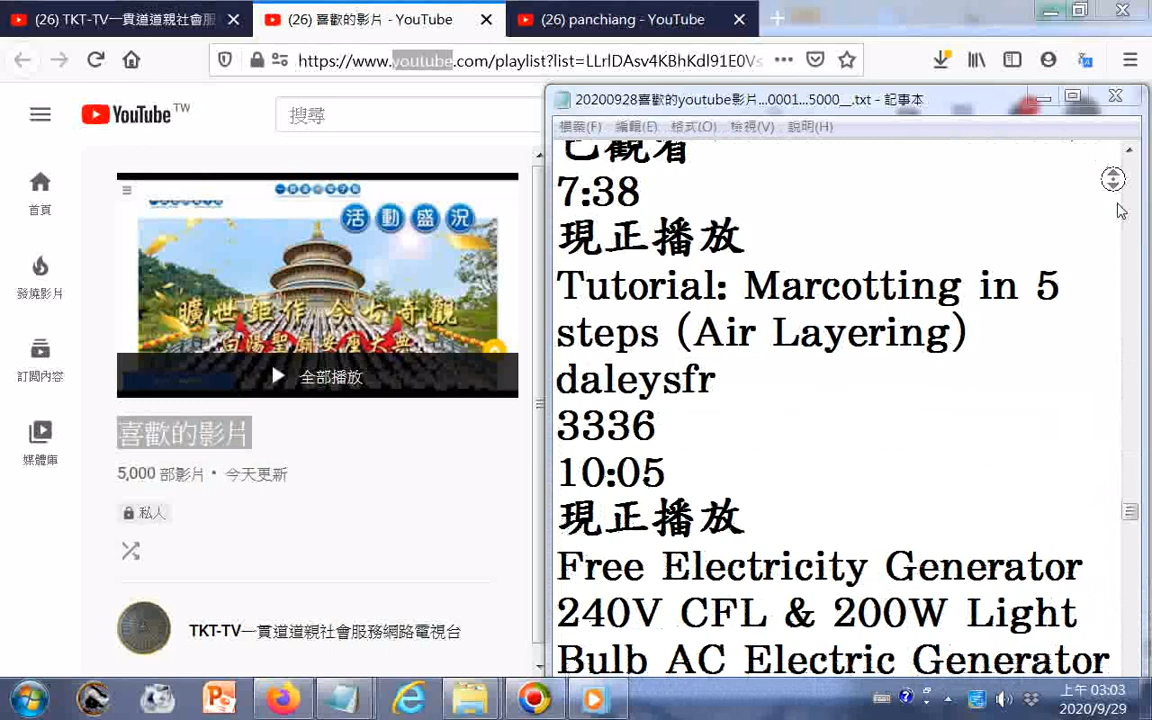 (26) TKT-TV一貫道道親社會服
(26) 喜歡的影片 - YouTube
(26) panchiang - YouTube
https://www.youtube.com/playlist?list=LLrlDAsv4KBhKdl91E0Vs
YouTube TW
搜尋
首頁
發燒影片
訂閱內容
媒體庫
活動盛況
曠世鉅作 今古奇觀
白陽聖廟安座大典
全部播放
喜歡的影片
5,000 部影片・今天更新
私人
TKT-TV一貫道道親社會服務網路電視台
20200928喜歡的youtube影片...0001...5000__.txt - 記事本
檔案(F) 編輯(E) 格式(O) 檢視(V) 說明(H)
已觀看
7:38
現正播放
Tutorial: Marcotting in 5
steps (Air Layering)
daleysfr
3336
10:05
現正播放
Free Electricity Generator
240V CFL & 200W Light
Bulb AC Electric Generator
上午 03:03
2020/9/29